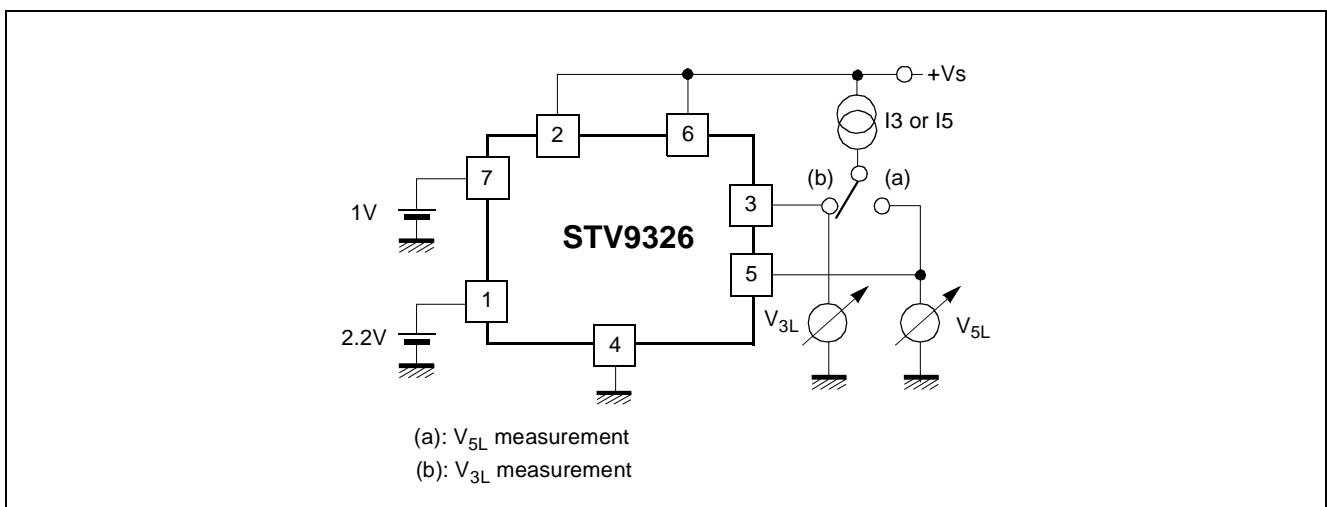 +Vs
I3 or I5
2
6
7
(b)
(a)
1V
3
STV9326
5
1
V3L
V5L
2.2V
4
(a): V5L measurement
(b): V3L measurement